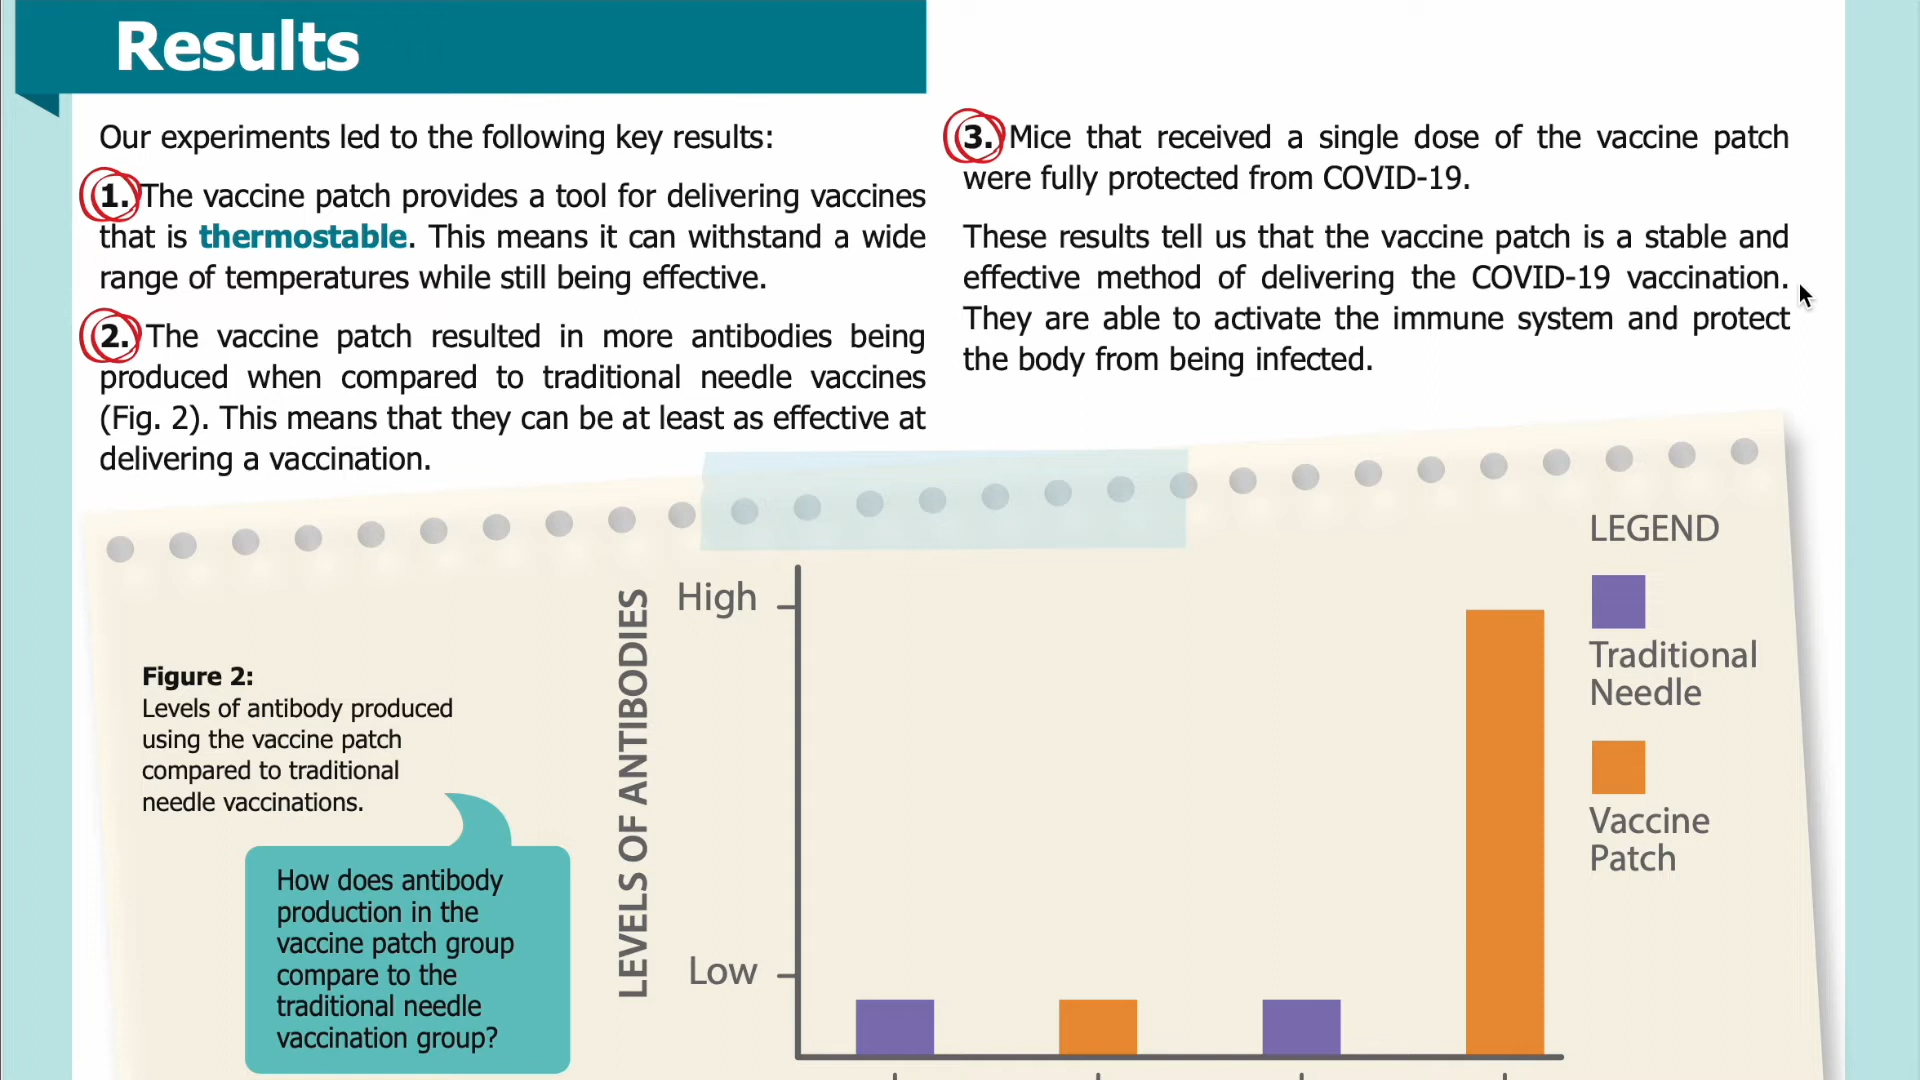 Results
Our experiments led to the following key results:
1. The vaccine patch provides a tool for delivering vaccines
that is thermostable. This means it can withstand a wide
range of temperatures while still being effective.
2. The vaccine patch resulted in more antibodies being
produced when compared to traditional needle vaccines
(Fig. 2). This means that they can be at least as effective at
delivering a vaccination.
3. Mice that received a single dose of the vaccine patch
were fully protected from COVID-19.
These results tell us that the vaccine patch is a stable and
effective method of delivering the COVID-19 vaccination.
They are able to activate the immune system and protect
the body from being infected.
Figure 2:
Levels of antibody produced
using the vaccine patch
compared to traditional
needle vaccinations.
How does antibody
production in the
vaccine patch group
compare to the
traditional needle
vaccination group?
LEVELS OF ANTIBODIES
High
Low
LEGEND
Traditional
Needle
Vaccine
Patch